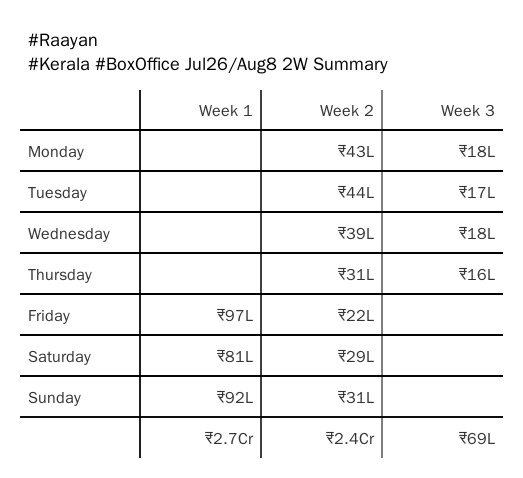 #Raayan
#Kerala #BoxOffice Jul26/Aug8 2W Summary
Week 1 Week 2 Week 3
Monday ₹43L ₹18L
Tuesday ₹44L ₹17L
Wednesday ₹39L ₹18L
Thursday ₹31L ₹16L
Friday ₹97L ₹22L
Saturday ₹81L ₹29L
Sunday ₹92L ₹31L
₹2.7Cr ₹2.4Cr ₹69L